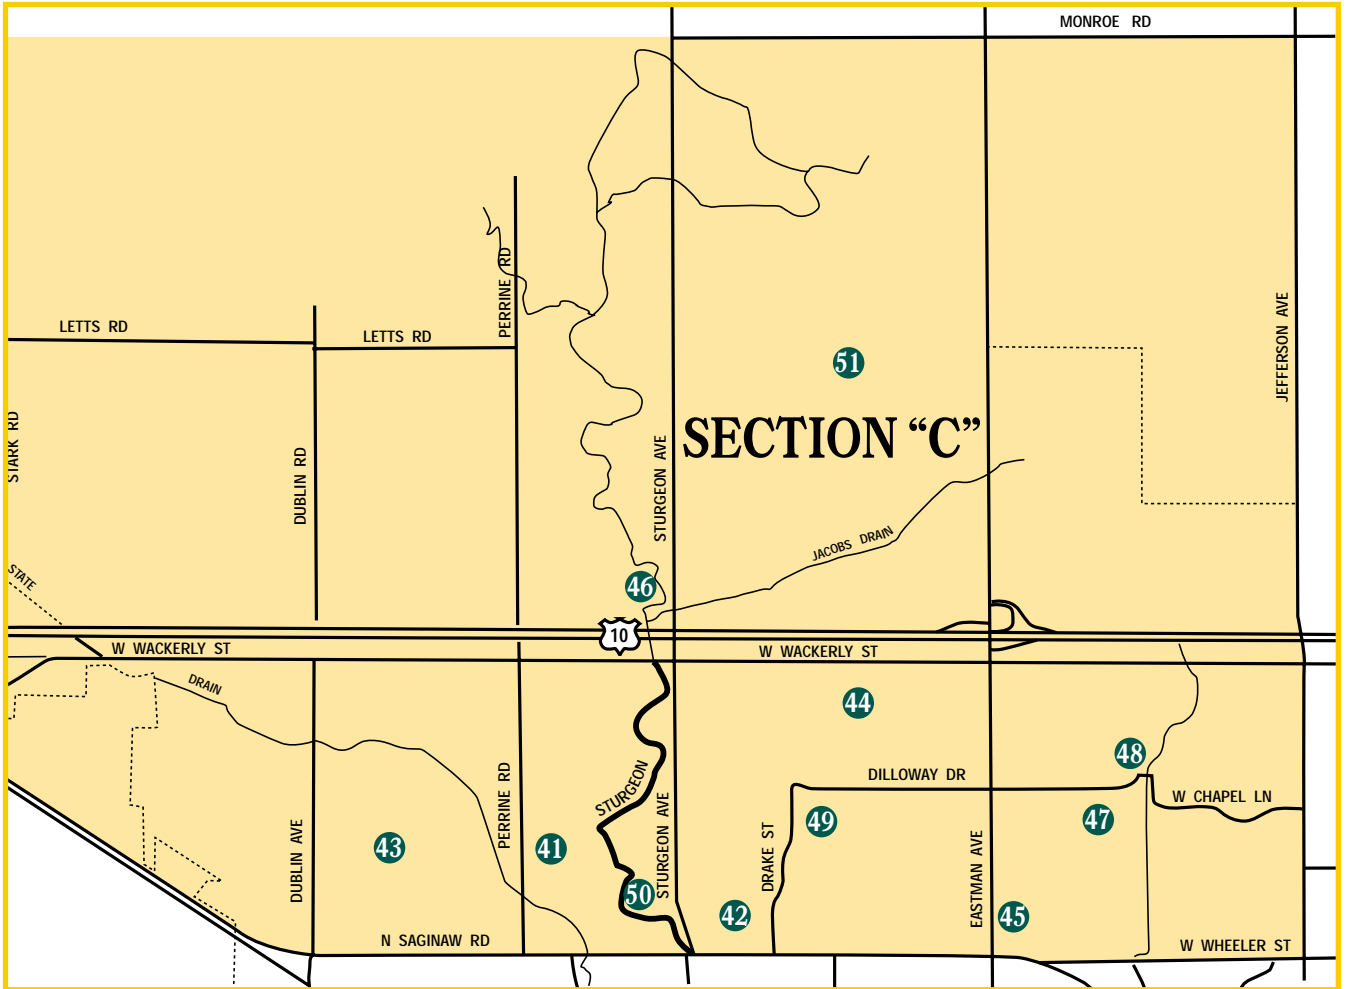 MONROE RD
PERRINE RD
LETTS RD
LETTS RD
JEFFERSON AVE
51
SECTION “C”
STARK RD
DUBLIN RD
STURGEON AVE
JACOBS DRAIN
STATE
46
10
W WACKERLY ST
W WACKERLY ST
DRAIN
44
48
DILLOWAY DR
STURGEON
W CHAPEL LN
PERRINE RD
STURGEON AVE
49
47
DUBLIN AVE
43
41
DRAKE ST
EASTMAN AVE
50
42
45
N SAGINAW RD
W WHEELER ST